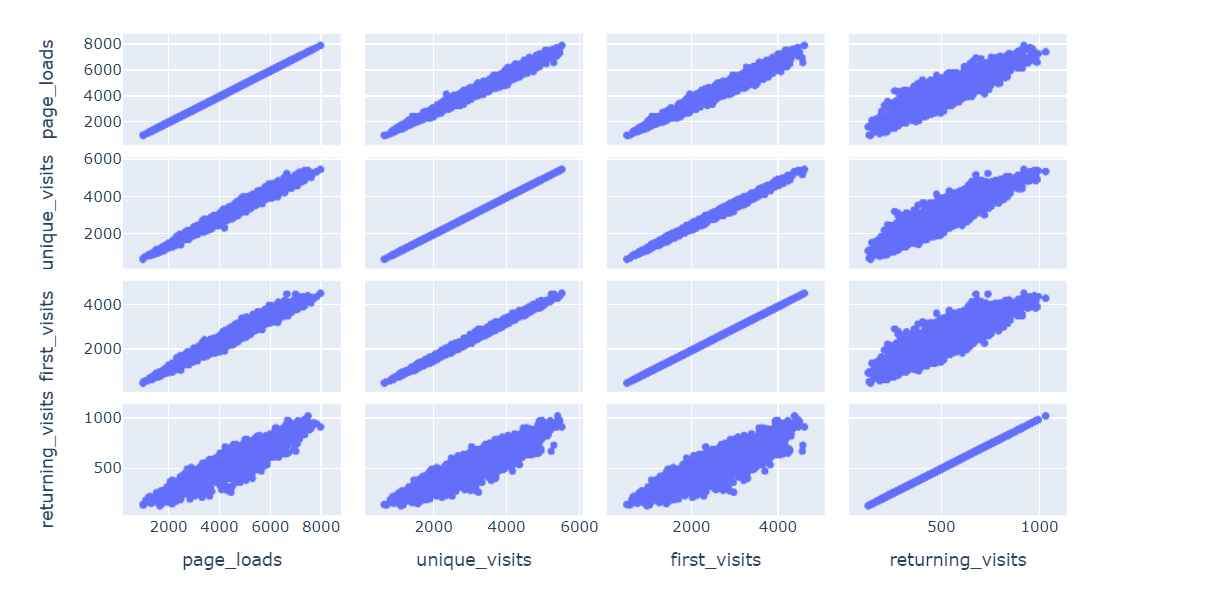 page_loads
8000
6000
4000
2000
unique_visits
6000
4000
2000
first_visits
4000
2000
returning_visits
1000
500
2000 4000 6000 8000
2000 4000 6000
2000 4000
500 1000
page_loads
unique_visits
first_visits
returning_visits